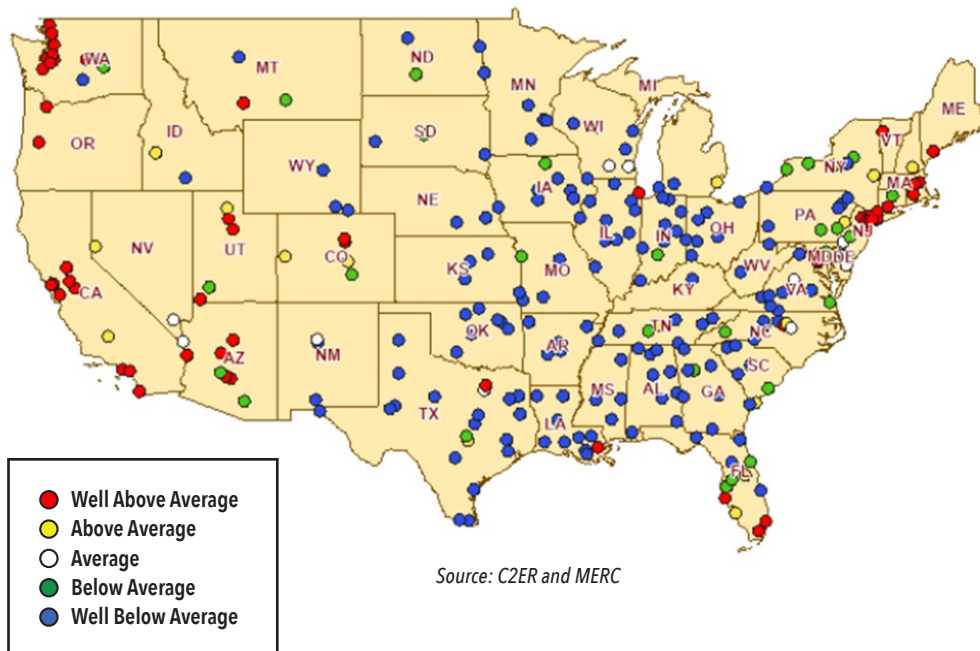 WA
MT
ND
MN
MI
ME
OR
ID
SD
WI
VT
NY
WY
MA
NE
IA
PA
NJ
NV
UT
CO
IL
IN
OH
MD
DE
CA
KS
MO
WV
KY
VA
AZ
NM
OK
TN
NC
AR
SC
TX
MS
AL
GA
LA
FL
Well Above Average
Above Average
Average
Below Average
Well Below Average
Source: C2ER and MERC